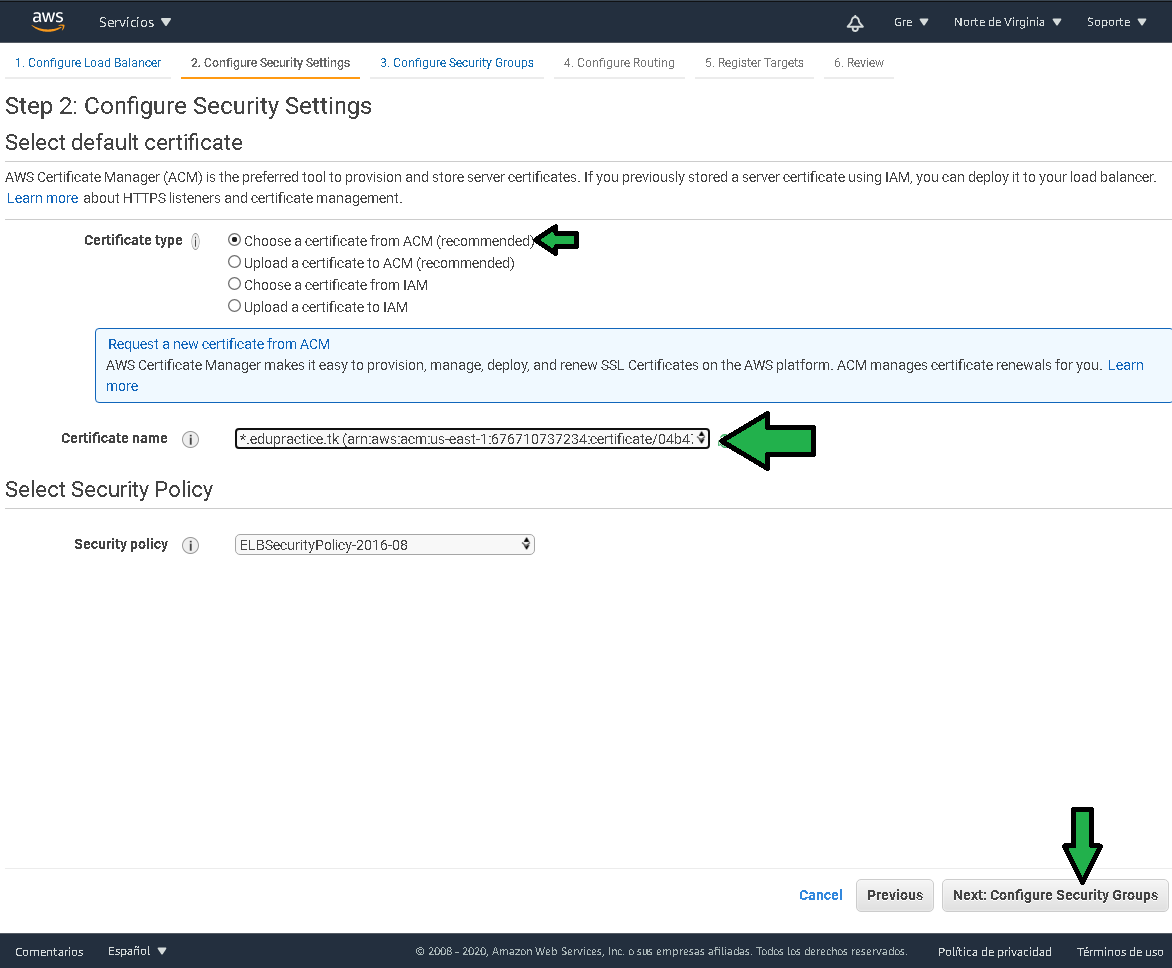 aws Servicios Gre Norte de Virginia Soporte
1. Configure Load Balancer 2. Configure Security Settings 3. Configure Security Groups 4. Configure Routing 5. Register Targets 6. Review
Step 2: Configure Security Settings
Select default certificate
AWS Certificate Manager (ACM) is the preferred tool to provision and store server certificates. If you previously stored a server certificate using IAM, you can deploy it to your load balancer.
Learn more about HTTPS listeners and certificate management.
Certificate type i Choose a certificate from ACM (recommended)
Upload a certificate to ACM (recommended)
Choose a certificate from IAM
Upload a certificate to IAM
Request a new certificate from ACM
AWS Certificate Manager makes it easy to provision, manage, deploy, and renew SSL Certificates on the AWS platform. ACM manages certificate renewals for you. Learn
more
Certificate name i *.edupractice.tk (arn:aws:acm:us-east-1:676710737234:certificate/04b47
Select Security Policy
Security policy i ELBSecurityPolicy-2016-08
Cancel Previous Next: Configure Security Groups
Comentarios Español © 2008 - 2020, Amazon Web Services, Inc. o sus empresas afiliadas. Todos los derechos reservados. Política de privacidad Términos de uso